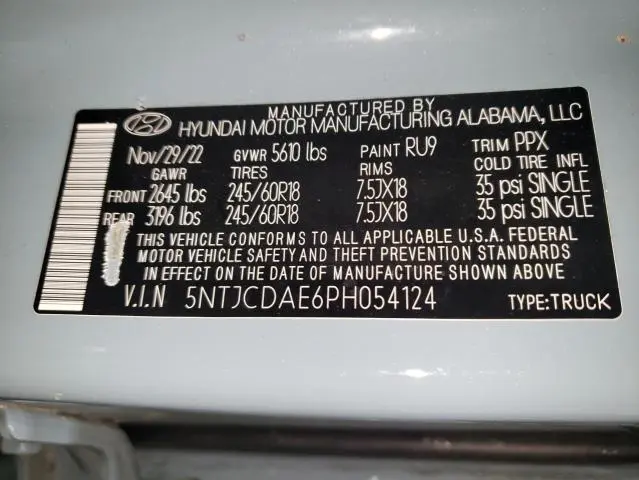 MANUFACTURED BY
HYUNDAI MOTOR MANUFACTURING ALABAMA, LLC
Nov/29/22 GVWR 5610 lbs PAINT RU9 TRIM PPX
GAWR TIRES RIMS COLD TIRE INFL
FRONT 2645 lbs 245/60R18 7.5JX18 35 psi SINGLE
REAR 3196 lbs 245/60R18 7.5JX18 35 psi SINGLE
THIS VEHICLE CONFORMS TO ALL APPLICABLE U.S.A. FEDERAL
MOTOR VEHICLE SAFETY AND THEFT PREVENTION STANDARDS
IN EFFECT ON THE DATE OF MANUFACTURE SHOWN ABOVE
V.I.N 5NTJCDAE6PH054124 TYPE:TRUCK